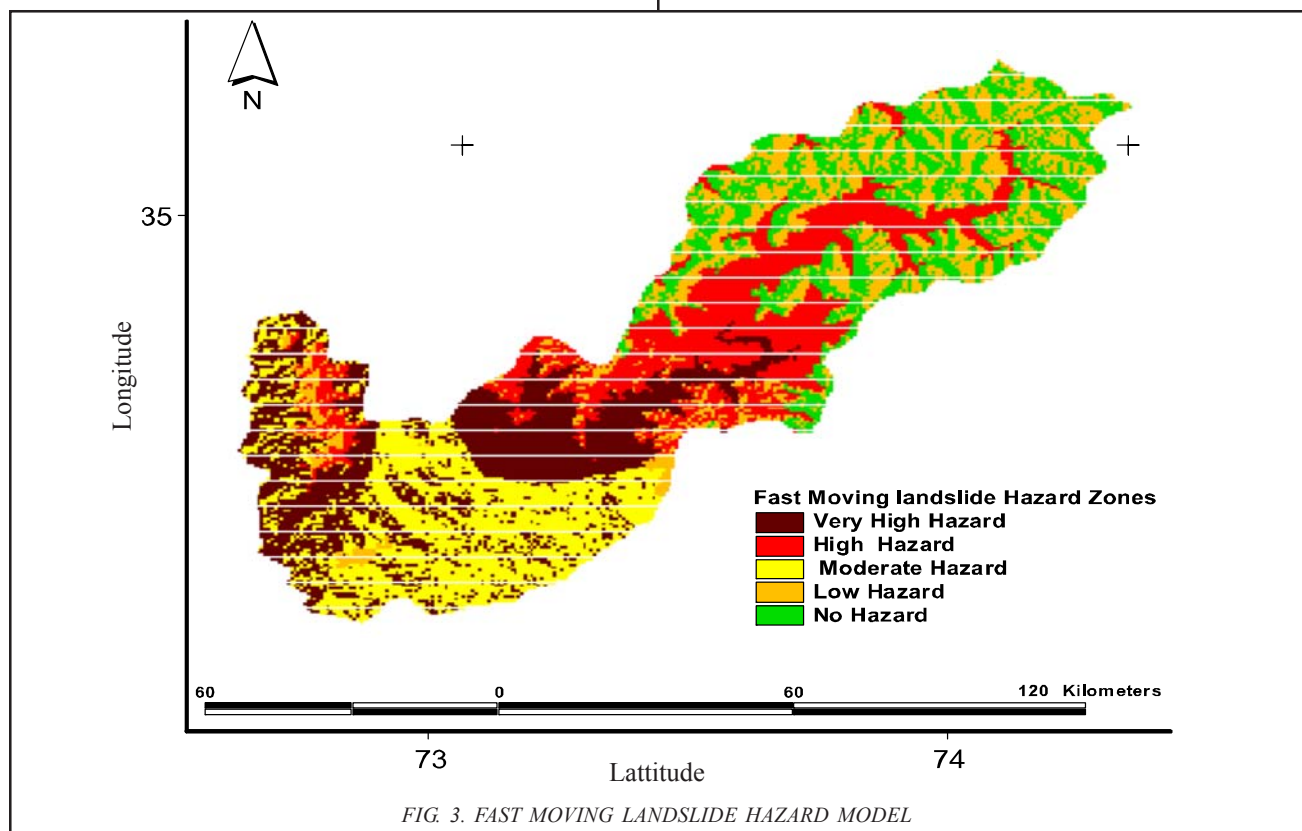 N
35
Longitude
Fast Moving landslide Hazard Zones
Very High Hazard
High Hazard
Moderate Hazard
Low Hazard
No Hazard
60 0 60 120 Kilometers
73 74
Lattitude
FIG. 3. FAST MOVING LANDSLIDE HAZARD MODEL